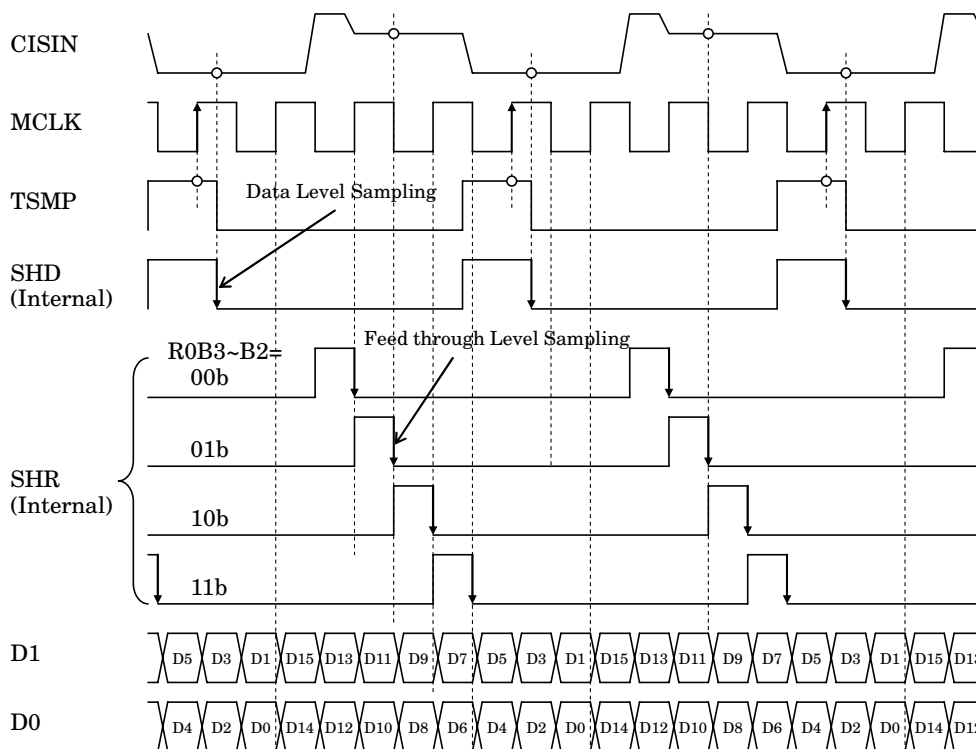 CISIN
MCLK
TSMP
Data Level Sampling
SHD
(Internal)
R0B3~B2=
00b
Feed through Level Sampling
01b
SHR
(Internal)
10b
11b
D1 D5 D3 D1 D15 D13 D11 D9 D7 D5 D3 D1 D15 D13 D11 D9 D7 D5 D3 D1 D15
D0 D4 D2 D0 D14 D12 D10 D8 D6 D4 D2 D0 D14 D12 D10 D8 D6 D4 D2 D0 D14